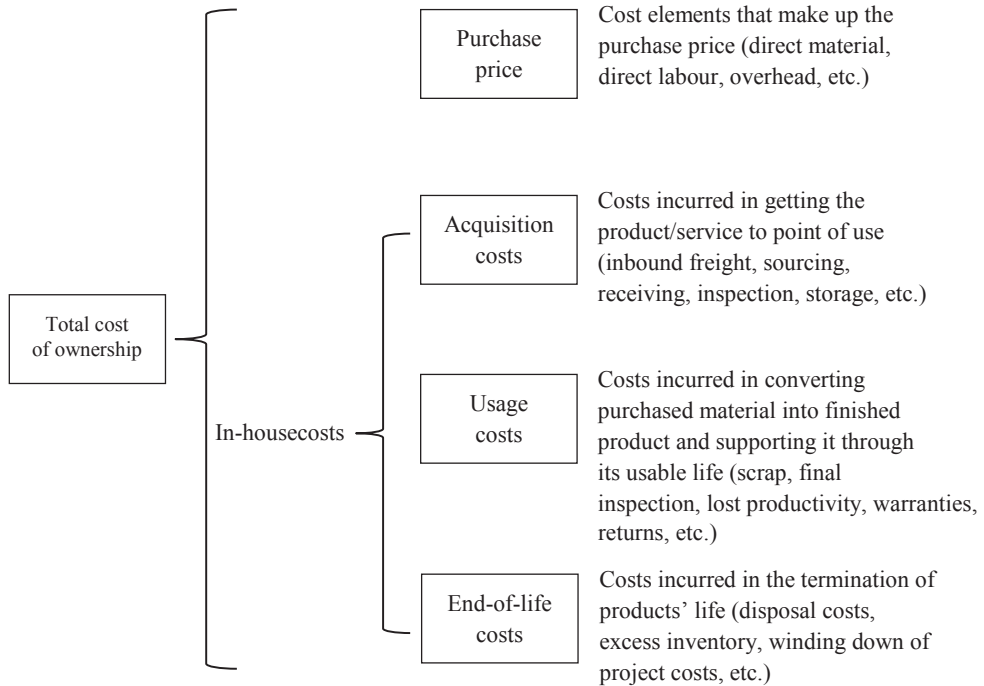 Purchase
price
Cost elements that make up the
purchase price (direct material,
direct labour, overhead, etc.)
Acquisition
costs
Costs incurred in getting the
product/service to point of use
(inbound freight, sourcing,
receiving, inspection, storage, etc.)
Total cost
of ownership
In-housecosts
Usage
costs
Costs incurred in converting
purchased material into finished
product and supporting it through
its usable life (scrap, final
inspection, lost productivity, warranties,
returns, etc.)
End-of-life
costs
Costs incurred in the termination of
products’ life (disposal costs,
excess inventory, winding down of
project costs, etc.)